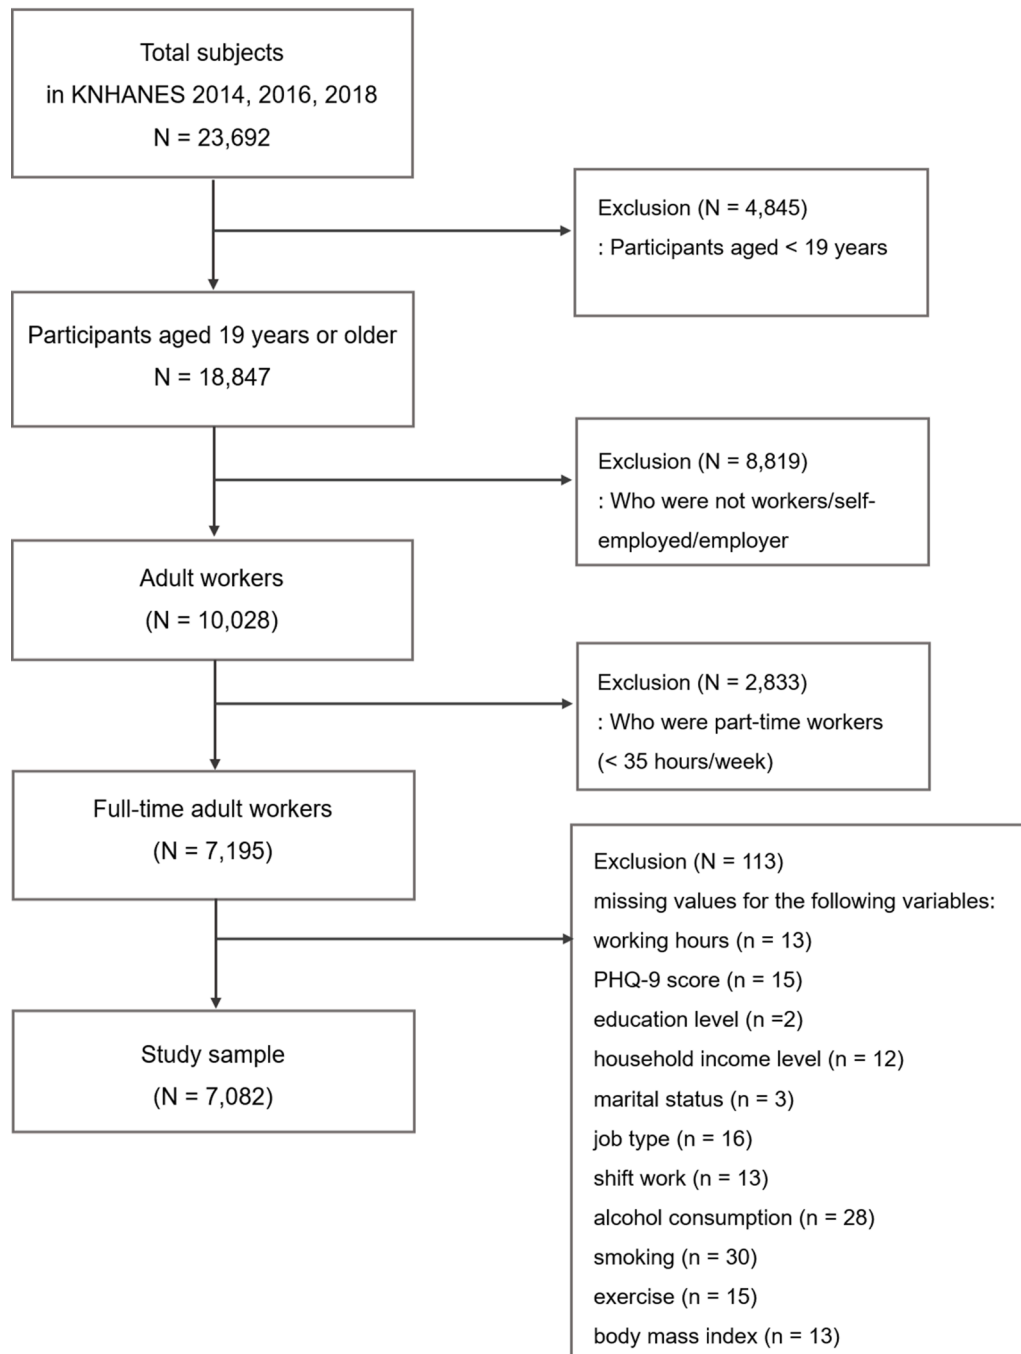 Total subjects
in KNHANES 2014, 2016, 2018
N = 23,692
Exclusion (N = 4,845)
: Participants aged < 19 years
Participants aged 19 years or older
N = 18,847
Exclusion (N = 8,819)
: Who were not workers/self-
employed/employer
Adult workers
(N = 10,028)
Exclusion (N = 2,833)
: Who were part-time workers
(< 35 hours/week)
Full-time adult workers
(N = 7,195)
Exclusion (N = 113)
missing values for the following variables:
working hours (n = 13)
PHQ-9 score (n = 15)
education level (n =2)
household income level (n = 12)
marital status (n = 3)
job type (n = 16)
shift work (n = 13)
alcohol consumption (n = 28)
smoking (n = 30)
exercise (n = 15)
body mass index (n = 13)
Study sample
(N = 7,082)